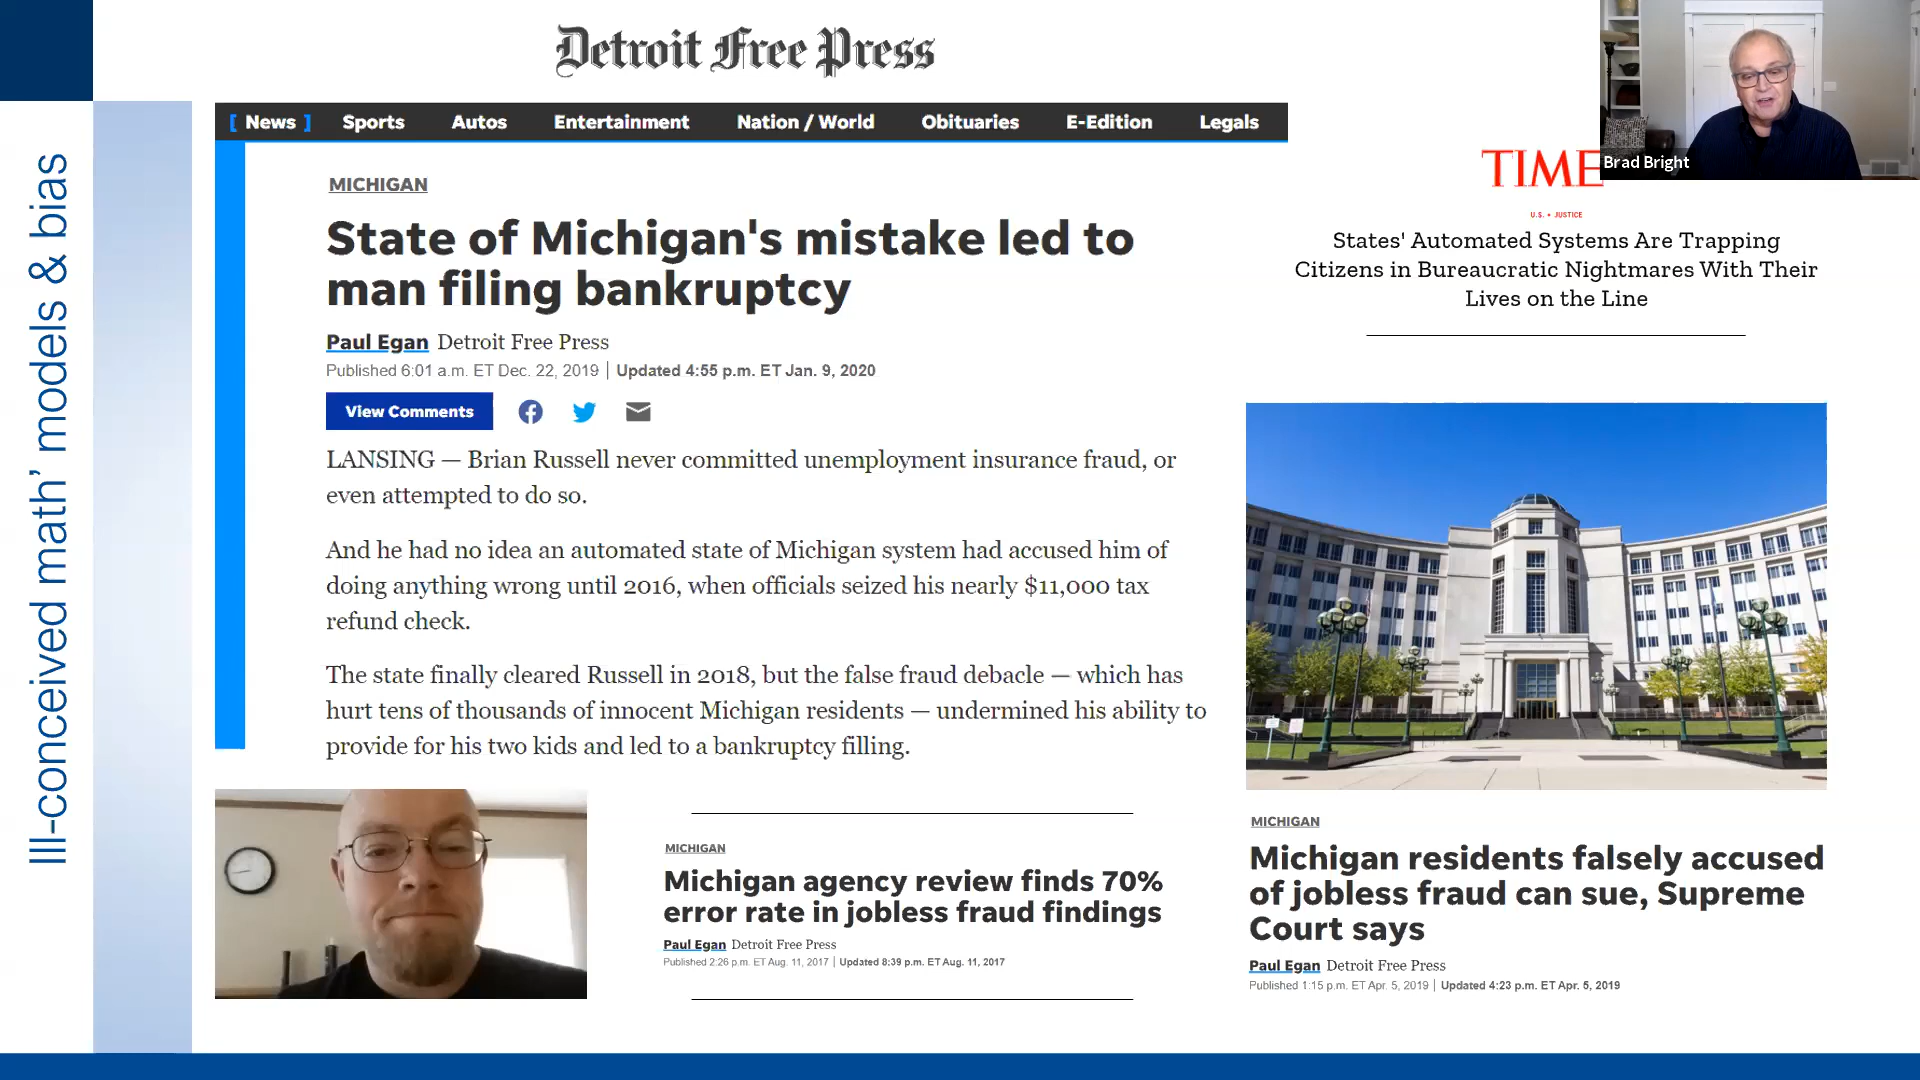 Ill-conceived math' models & bias
Detroit Free Press
[ News ] Sports Autos Entertainment Nation / World Obituaries E-Edition Legals
MICHIGAN
State of Michigan's mistake led to
man filing bankruptcy
Paul Egan Detroit Free Press
Published 6:01 a.m. ET Dec. 22, 2019 | Updated 4:55 p.m. ET Jan. 9, 2020
View Comments
LANSING — Brian Russell never committed unemployment insurance fraud, or
even attempted to do so.
And he had no idea an automated state of Michigan system had accused him of
doing anything wrong until 2016, when officials seized his nearly $11,000 tax
refund check.
The state finally cleared Russell in 2018, but the false fraud debacle — which has
hurt tens of thousands of innocent Michigan residents — undermined his ability to
provide for his two kids and led to a bankruptcy filling.
MICHIGAN
Michigan agency review finds 70%
error rate in jobless fraud findings
Paul Egan Detroit Free Press
Published 2:26 p.m. ET Aug. 11, 2017 | Updated 8:39 p.m. ET Aug. 11, 2017
Brad Bright
TIME
U.S. • JUSTICE
States' Automated Systems Are Trapping
Citizens in Bureaucratic Nightmares With Their
Lives on the Line
MICHIGAN
Michigan residents falsely accused
of jobless fraud can sue, Supreme
Court says
Paul Egan Detroit Free Press
Published 1:15 p.m. ET Apr. 5, 2019 | Updated 4:23 p.m. ET Apr. 5, 2019